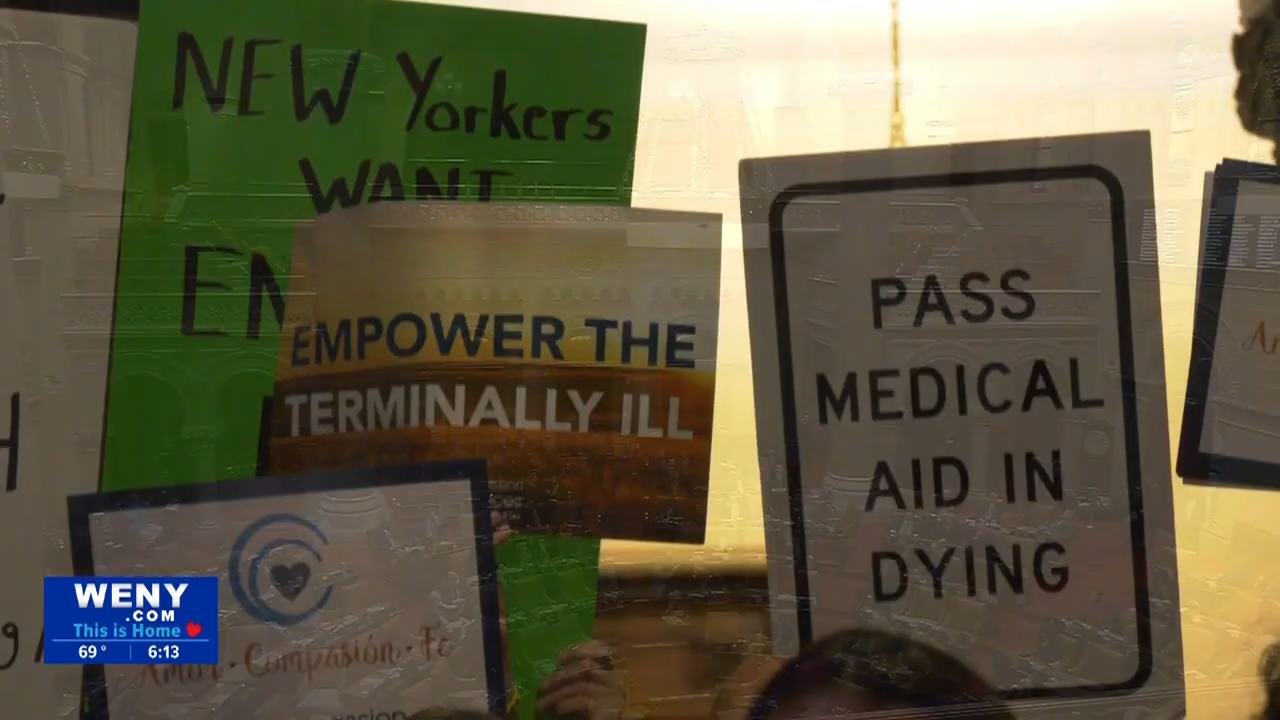 NEW Yorkers
WANT
EMPOWER THE
TERMINALLY ILL
PASS
MEDICAL
AID IN
DYING
Amor · Compasión · Fe
WENY
.COM
This is Home
69° 6:13